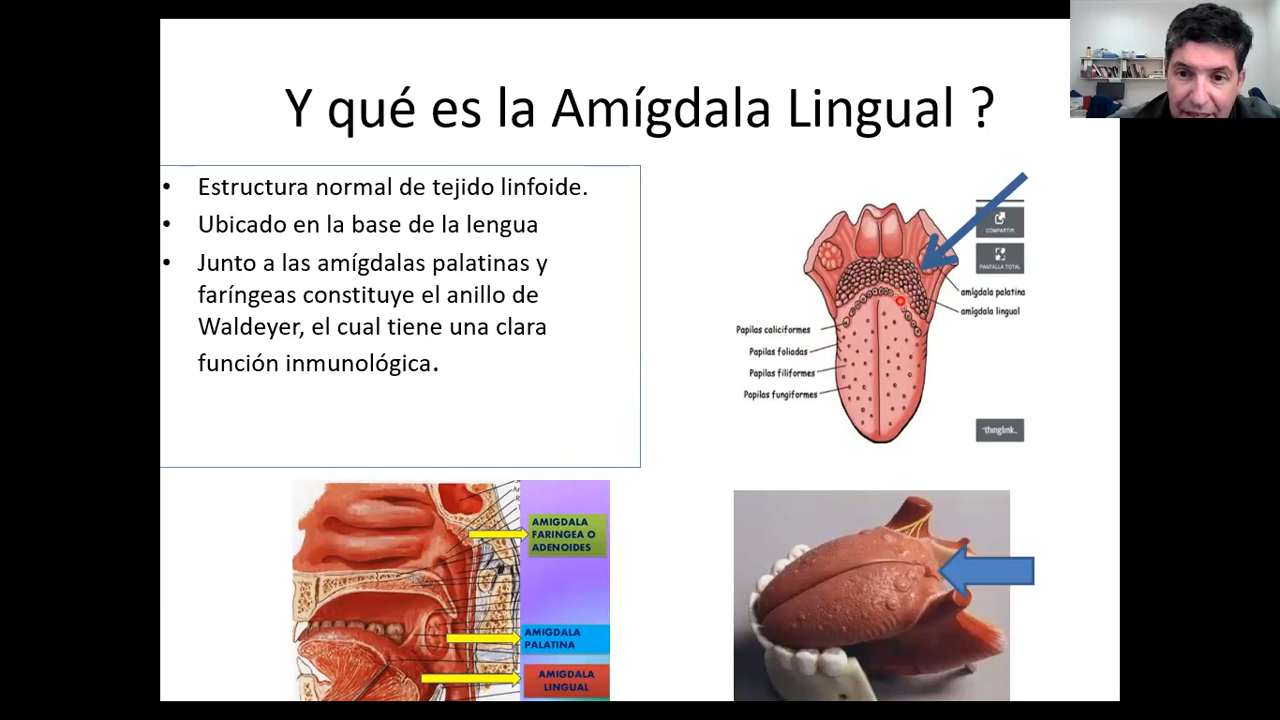 Y qué es la Amígdala Lingual ?
• Estructura normal de tejido linfoide.
• Ubicado en la base de la lengua
• Junto a las amígdalas palatinas y
faríngeas constituye el anillo de
Waldeyer, el cual tiene una clara
función inmunológica.
COMPARTIR
PANTALLA TOTAL
amígdala palatina
amígdala lingual
Papilas caliciformes
Papilas foliadas
Papilas filiformes
Papilas fungiformes
thinglink..
AMIGDALA
FARINGEA O
ADENOIDES
AMIGDALA
PALATINA
AMIGDALA
LINGUAL